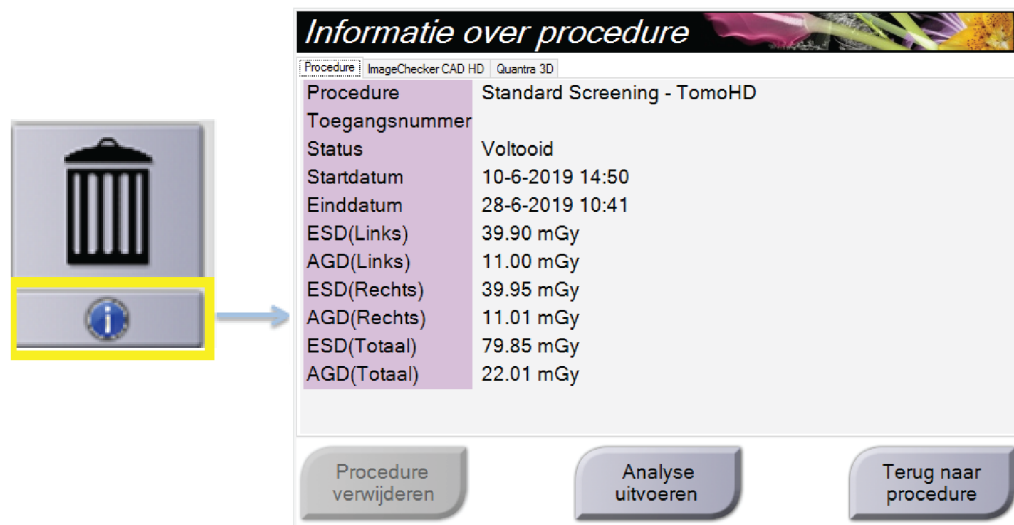 Informatie over procedure
Procedure ImageChecker CAD HD Quantra 3D
Procedure Standard Screening - TomoHD
Toegangsnummer
Status Voltooid
Startdatum 10-6-2019 14:50
Einddatum 28-6-2019 10:41
ESD(Links) 39.90 mGy
AGD(Links) 11.00 mGy
ESD(Rechts) 39.95 mGy
AGD(Rechts) 11.01 mGy
ESD(Totaal) 79.85 mGy
AGD(Totaal) 22.01 mGy
Procedure
verwijderen
Analyse
uitvoeren
Terug naar
procedure